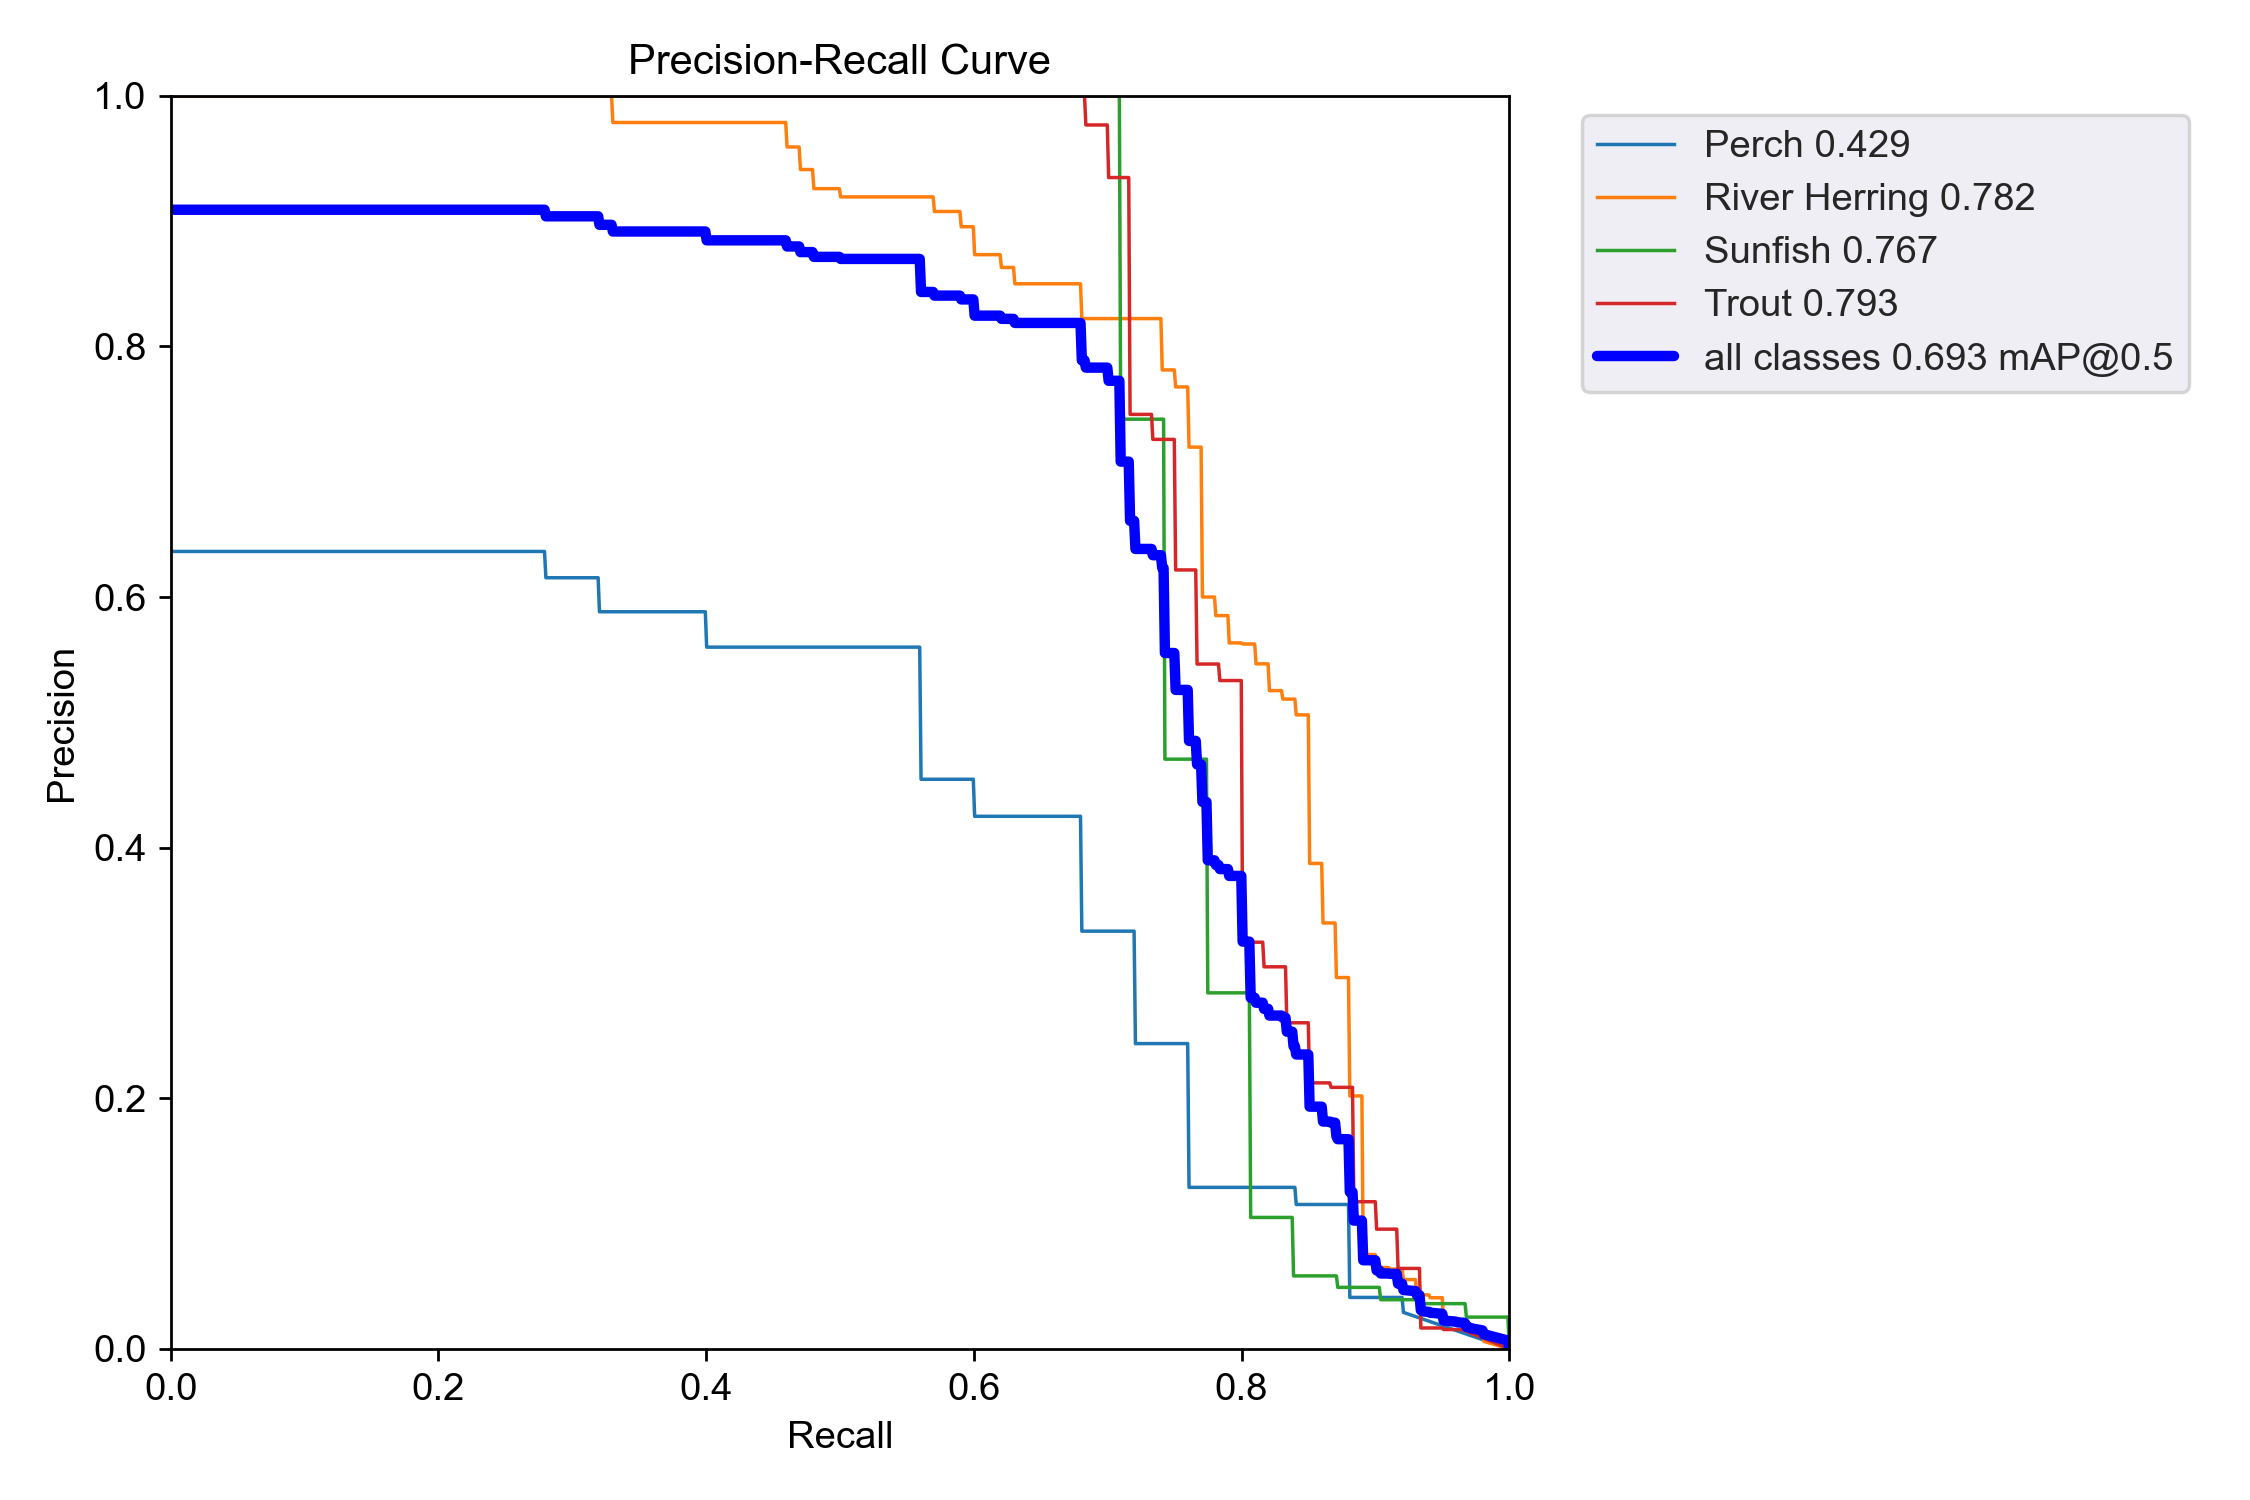 Precision-Recall Curve
1.0
0.8
0.6
0.4
0.2
0.0
Precision
0.0 0.2 0.4 0.6 0.8 1.0
Recall
Perch 0.429
River Herring 0.782
Sunfish 0.767
Trout 0.793
all classes 0.693 mAP@0.5